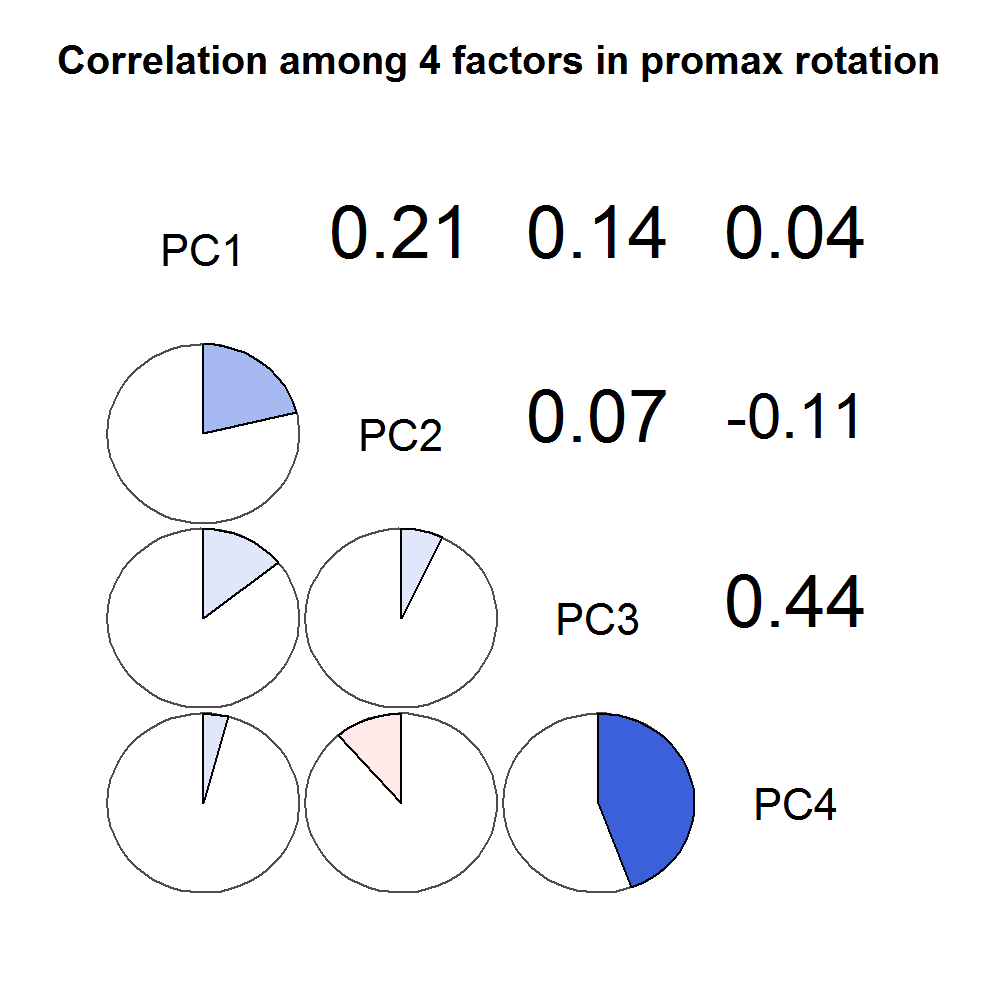 Correlation among 4 factors in promax rotation
PC1 0.21 0.14 0.04
PC2 0.07 -0.11
PC3 0.44
PC4